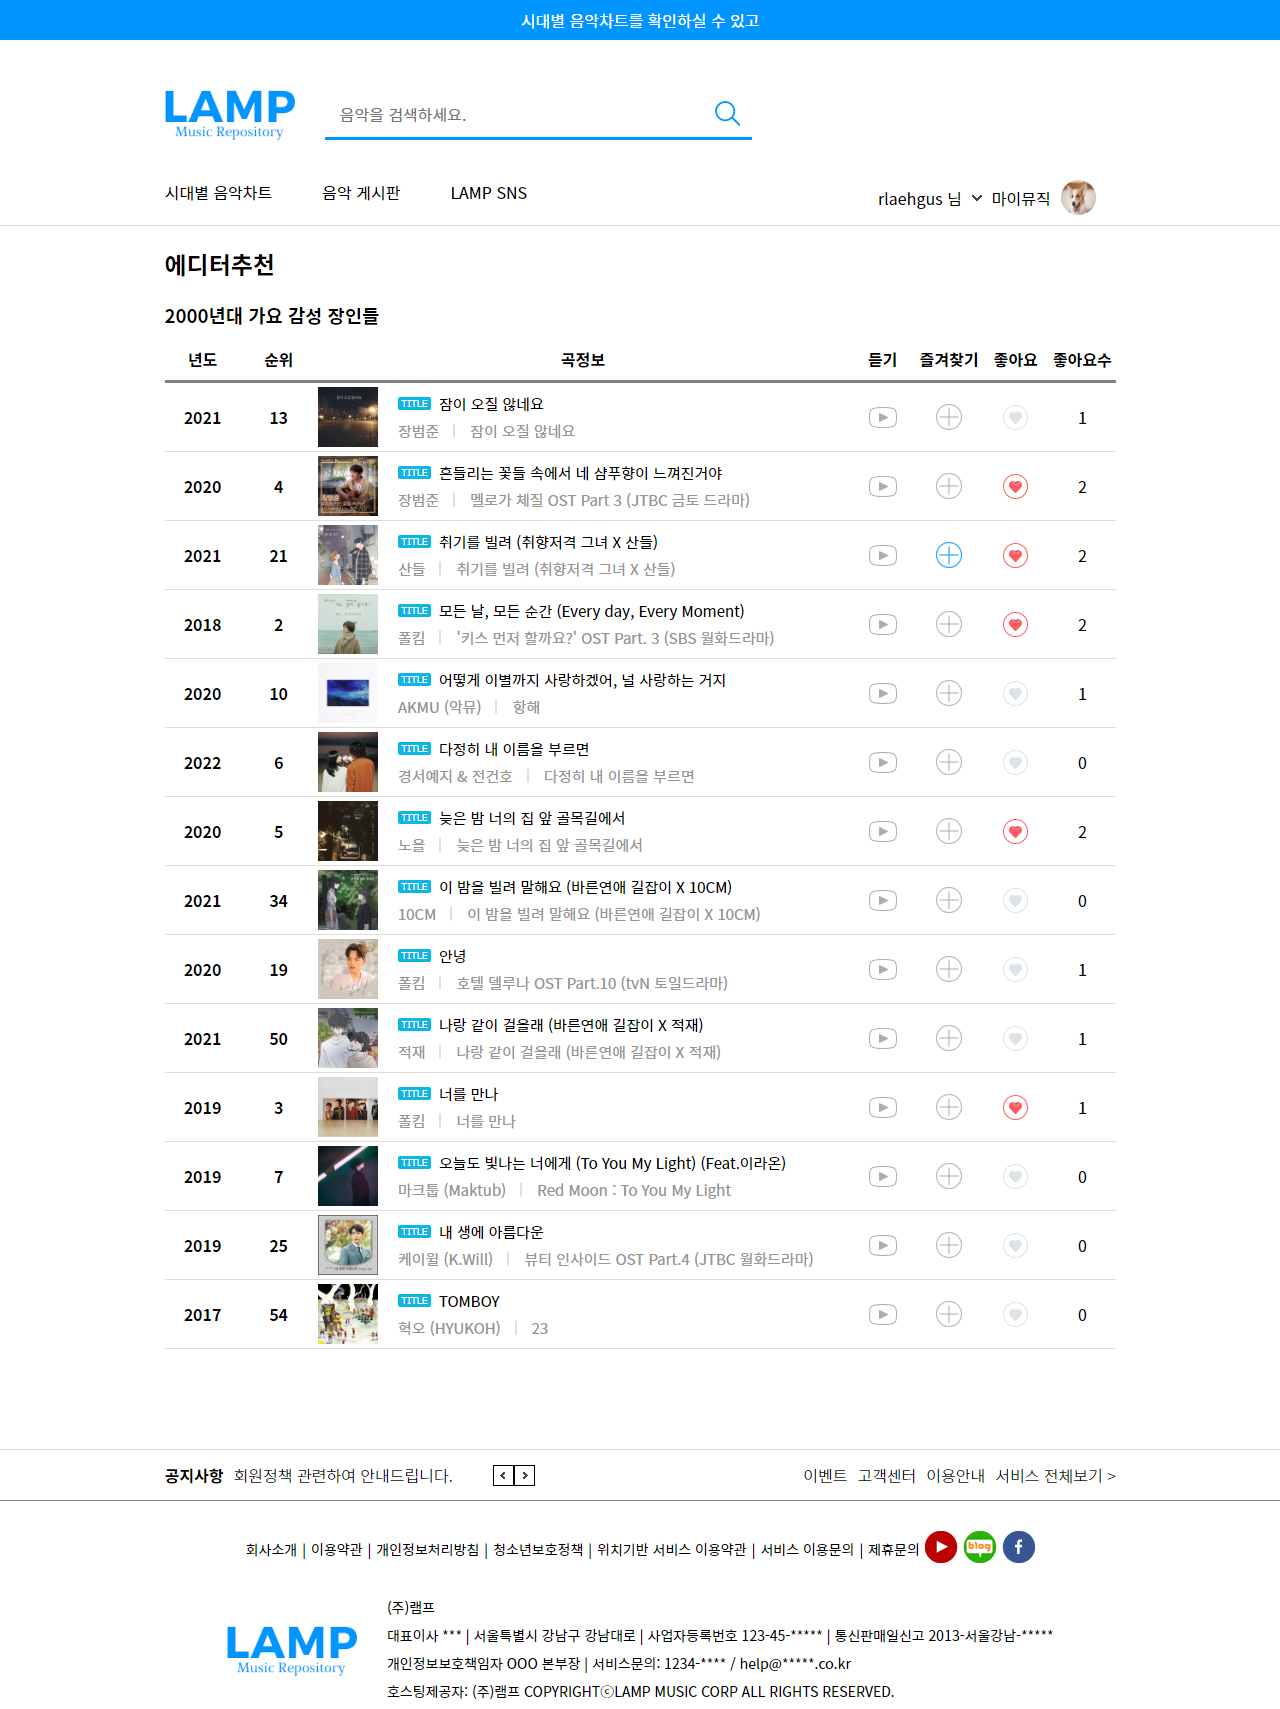 시대별 음악차트를 확인하실 수 있고
LAMP
Music Repository
음악을 검색하세요.
시대별 음악차트 음악 게시판 LAMP SNS rlaehgus 님 마이뮤직
에디터추천
2000년대 가요 감성 장인들
년도 순위 곡정보 듣기 즐겨찾기 좋아요 좋아요수
2021 13 TITLE 잠이 오질 않네요 1
장범준 | 잠이 오질 않네요
2020 4 TITLE 흔들리는 꽃들 속에서 네 샴푸향이 느껴진거야 2
장범준 | 멜로가 체질 OST Part 3 (JTBC 금토 드라마)
2021 21 TITLE 취기를 빌려 (취향저격 그녀 X 산들) 2
산들 | 취기를 빌려 (취향저격 그녀 X 산들)
2018 2 TITLE 모든 날, 모든 순간 (Every day, Every Moment) 2
폴킴 | '키스 먼저 할까요?' OST Part. 3 (SBS 월화드라마)
2020 10 TITLE 어떻게 이별까지 사랑하겠어, 널 사랑하는 거지 1
AKMU (악뮤) | 항해
2022 6 TITLE 다정히 내 이름을 부르면 0
경서예지 & 전건호 | 다정히 내 이름을 부르면
2020 5 TITLE 늦은 밤 너의 집 앞 골목길에서 2
노을 | 늦은 밤 너의 집 앞 골목길에서
2021 34 TITLE 이 밤을 빌려 말해요 (바른연애 길잡이 X 10CM) 0
10CM | 이 밤을 빌려 말해요 (바른연애 길잡이 X 10CM)
2020 19 TITLE 안녕 1
폴킴 | 호텔 델루나 OST Part.10 (tvN 토일드라마)
2021 50 TITLE 나랑 같이 걸을래 (바른연애 길잡이 X 적재) 1
적재 | 나랑 같이 걸을래 (바른연애 길잡이 X 적재)
2019 3 TITLE 너를 만나 1
폴킴 | 너를 만나
2019 7 TITLE 오늘도 빛나는 너에게 (To You My Light) (Feat.이라온) 0
마크툽 (Maktub) | Red Moon : To You My Light
2019 25 TITLE 내 생에 아름다운 0
케이윌 (K.Will) | 뷰티 인사이드 OST Part.4 (JTBC 월화드라마)
2017 54 TITLE TOMBOY 0
혁오 (HYUKOH) | 23
공지사항 회원정책 관련하여 안내드립니다. 이벤트 고객센터 이용안내 서비스 전체보기 >
회사소개 | 이용약관 | 개인정보처리방침 | 청소년보호정책 | 위치기반 서비스 이용약관 | 서비스 이용문의 | 제휴문의 blog f
LAMP
Music Repository
(주)램프
대표이사 *** | 서울특별시 강남구 강남대로 | 사업자등록번호 123-45-***** | 통신판매일신고 2013-서울강남-*****
개인정보보호책임자 OOO 본부장 | 서비스문의: 1234-**** / help@*****.co.kr
호스팅제공자: (주)램프 COPYRIGHTⓒLAMP MUSIC CORP ALL RIGHTS RESERVED.